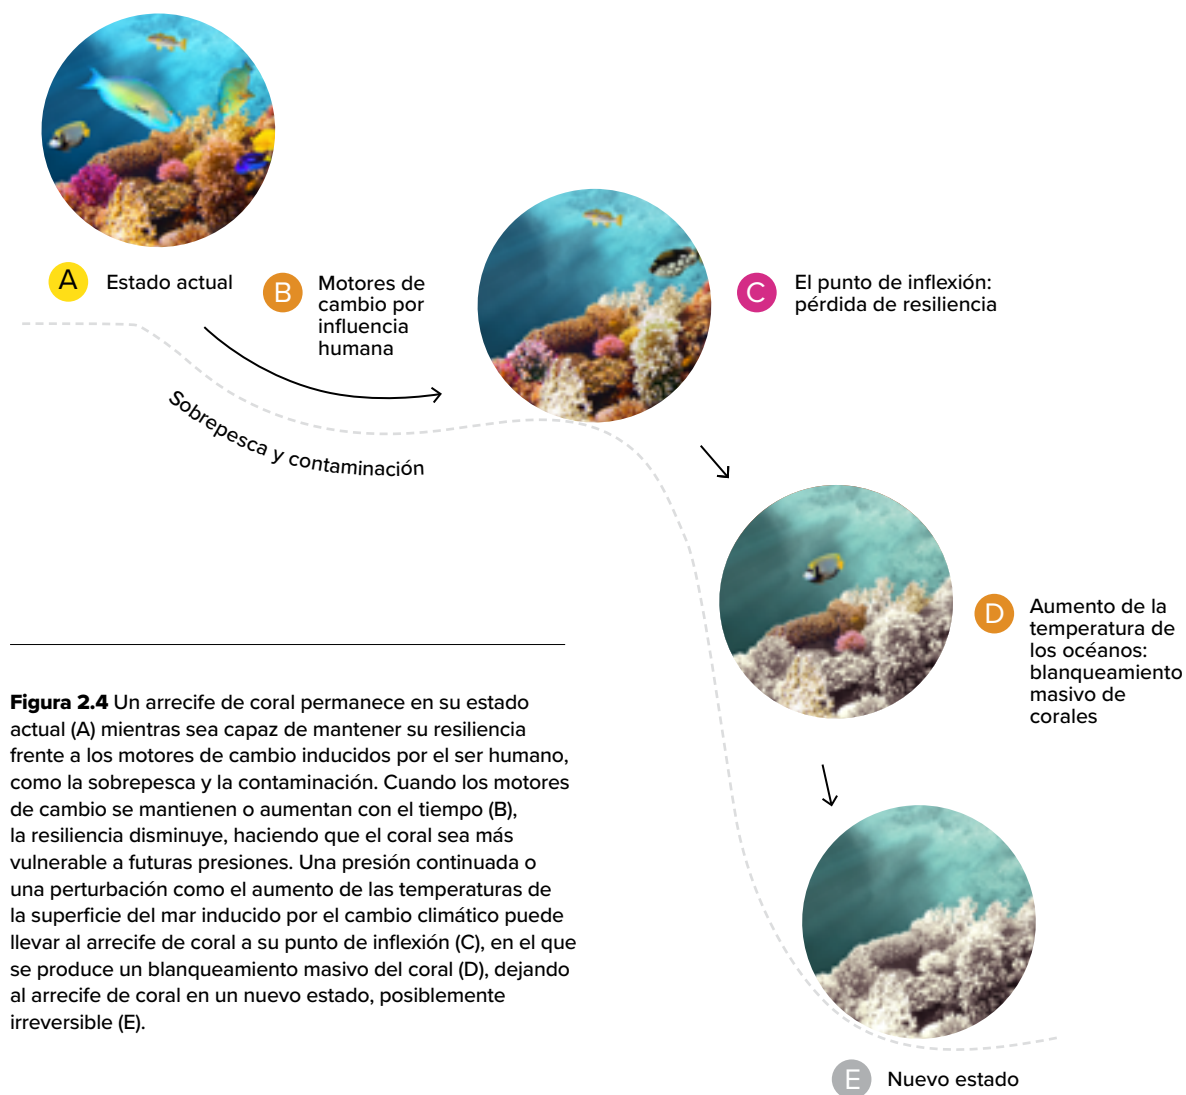 A Estado actual
B Motores de
cambio por
influencia
humana
Sobrepesca y contaminación
C El punto de inflexión:
pérdida de resiliencia
D Aumento de la
temperatura de
los océanos:
blanqueamiento
masivo de
corales
Figura 2.4 Un arrecife de coral permanece en su estado
actual (A) mientras sea capaz de mantener su resiliencia
frente a los motores de cambio inducidos por el ser humano,
como la sobrepesca y la contaminación. Cuando los motores
de cambio se mantienen o aumentan con el tiempo (B),
la resiliencia disminuye, haciendo que el coral sea más
vulnerable a futuras presiones. Una presión continuada o
una perturbación como el aumento de las temperaturas de
la superficie del mar inducido por el cambio climático puede
llevar al arrecife de coral a su punto de inflexión (C), en el que
se produce un blanqueamiento masivo del coral (D), dejando
al arrecife de coral en un nuevo estado, posiblemente
irreversible (E).
E Nuevo estado